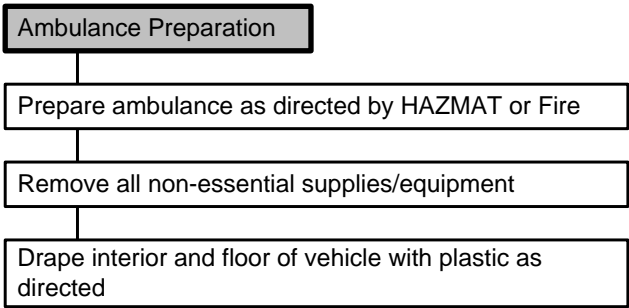 Ambulance Preparation
Prepare ambulance as directed by HAZMAT or Fire
Remove all non-essential supplies/equipment
Drape interior and floor of vehicle with plastic as
directed